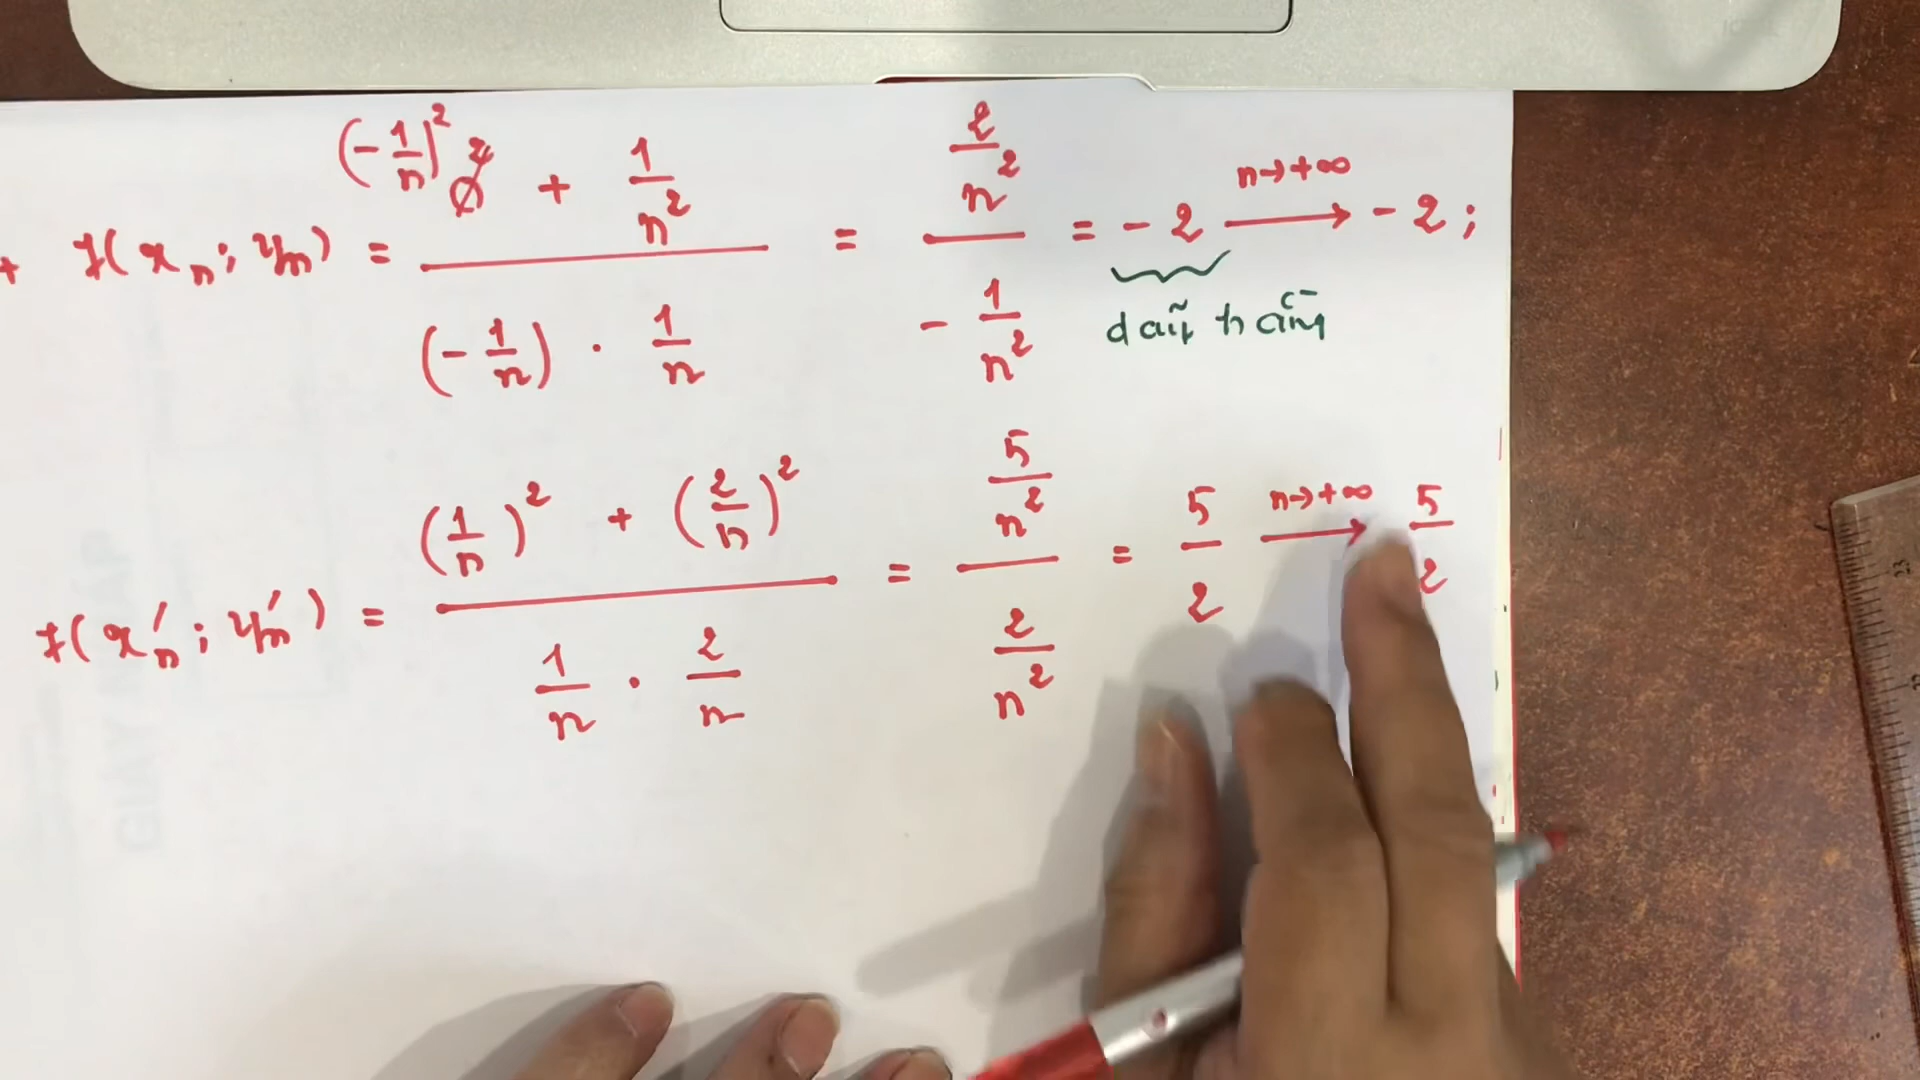 + f(xₙ; yₙ) = ((-1/n)² + 1/n²) / ((-1/n) · 1/n) = (2/n²) / (-1/n²) = -2 →(n→+∞) -2;
dãy hằng
f(x'ₙ; y'ₙ) = ((1/n)² + (2/n)²) / (1/n · 2/n) = (5/n²) / (2/n²) = 5/2 →(n→+∞) 5/2